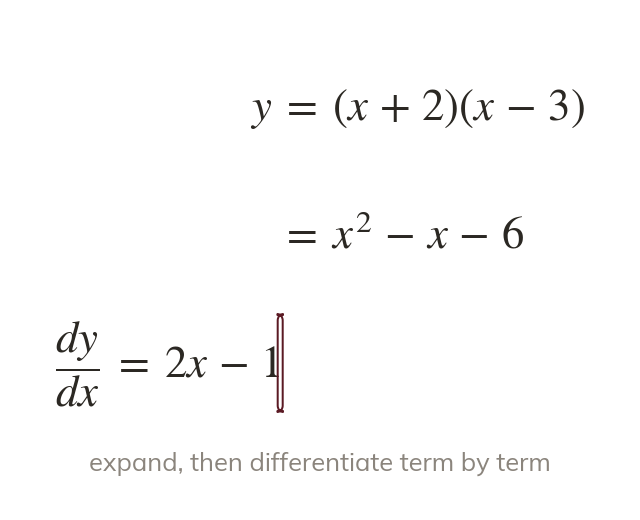 y = (x + 2)(x − 3)
= x² − x − 6
dy/dx = 2x − 1
expand, then differentiate term by term